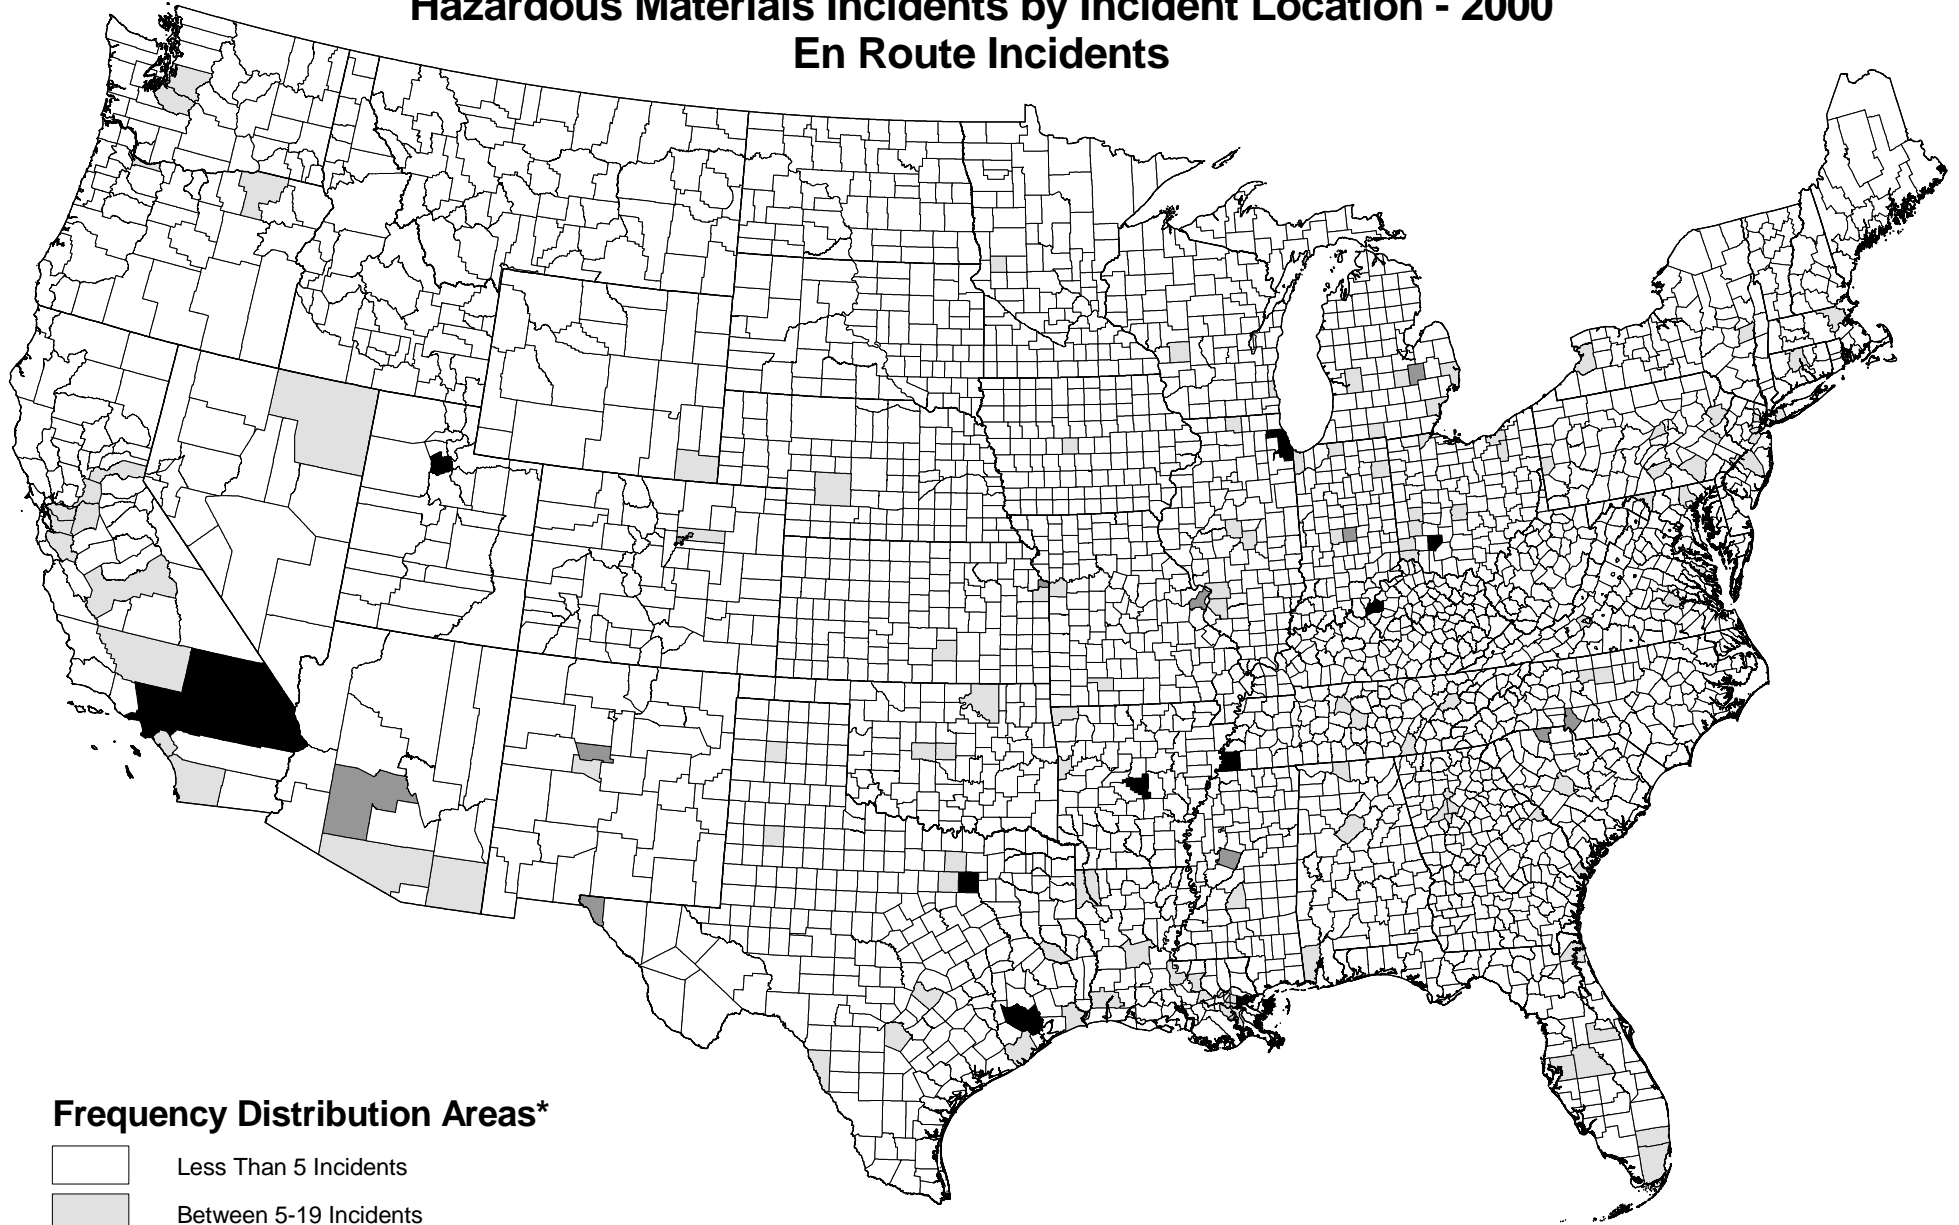 Hazardous Materials Incidents by Incident Location - 2000
En Route Incidents
Frequency Distribution Areas*
Less Than 5 Incidents
Between 5-19 Incidents